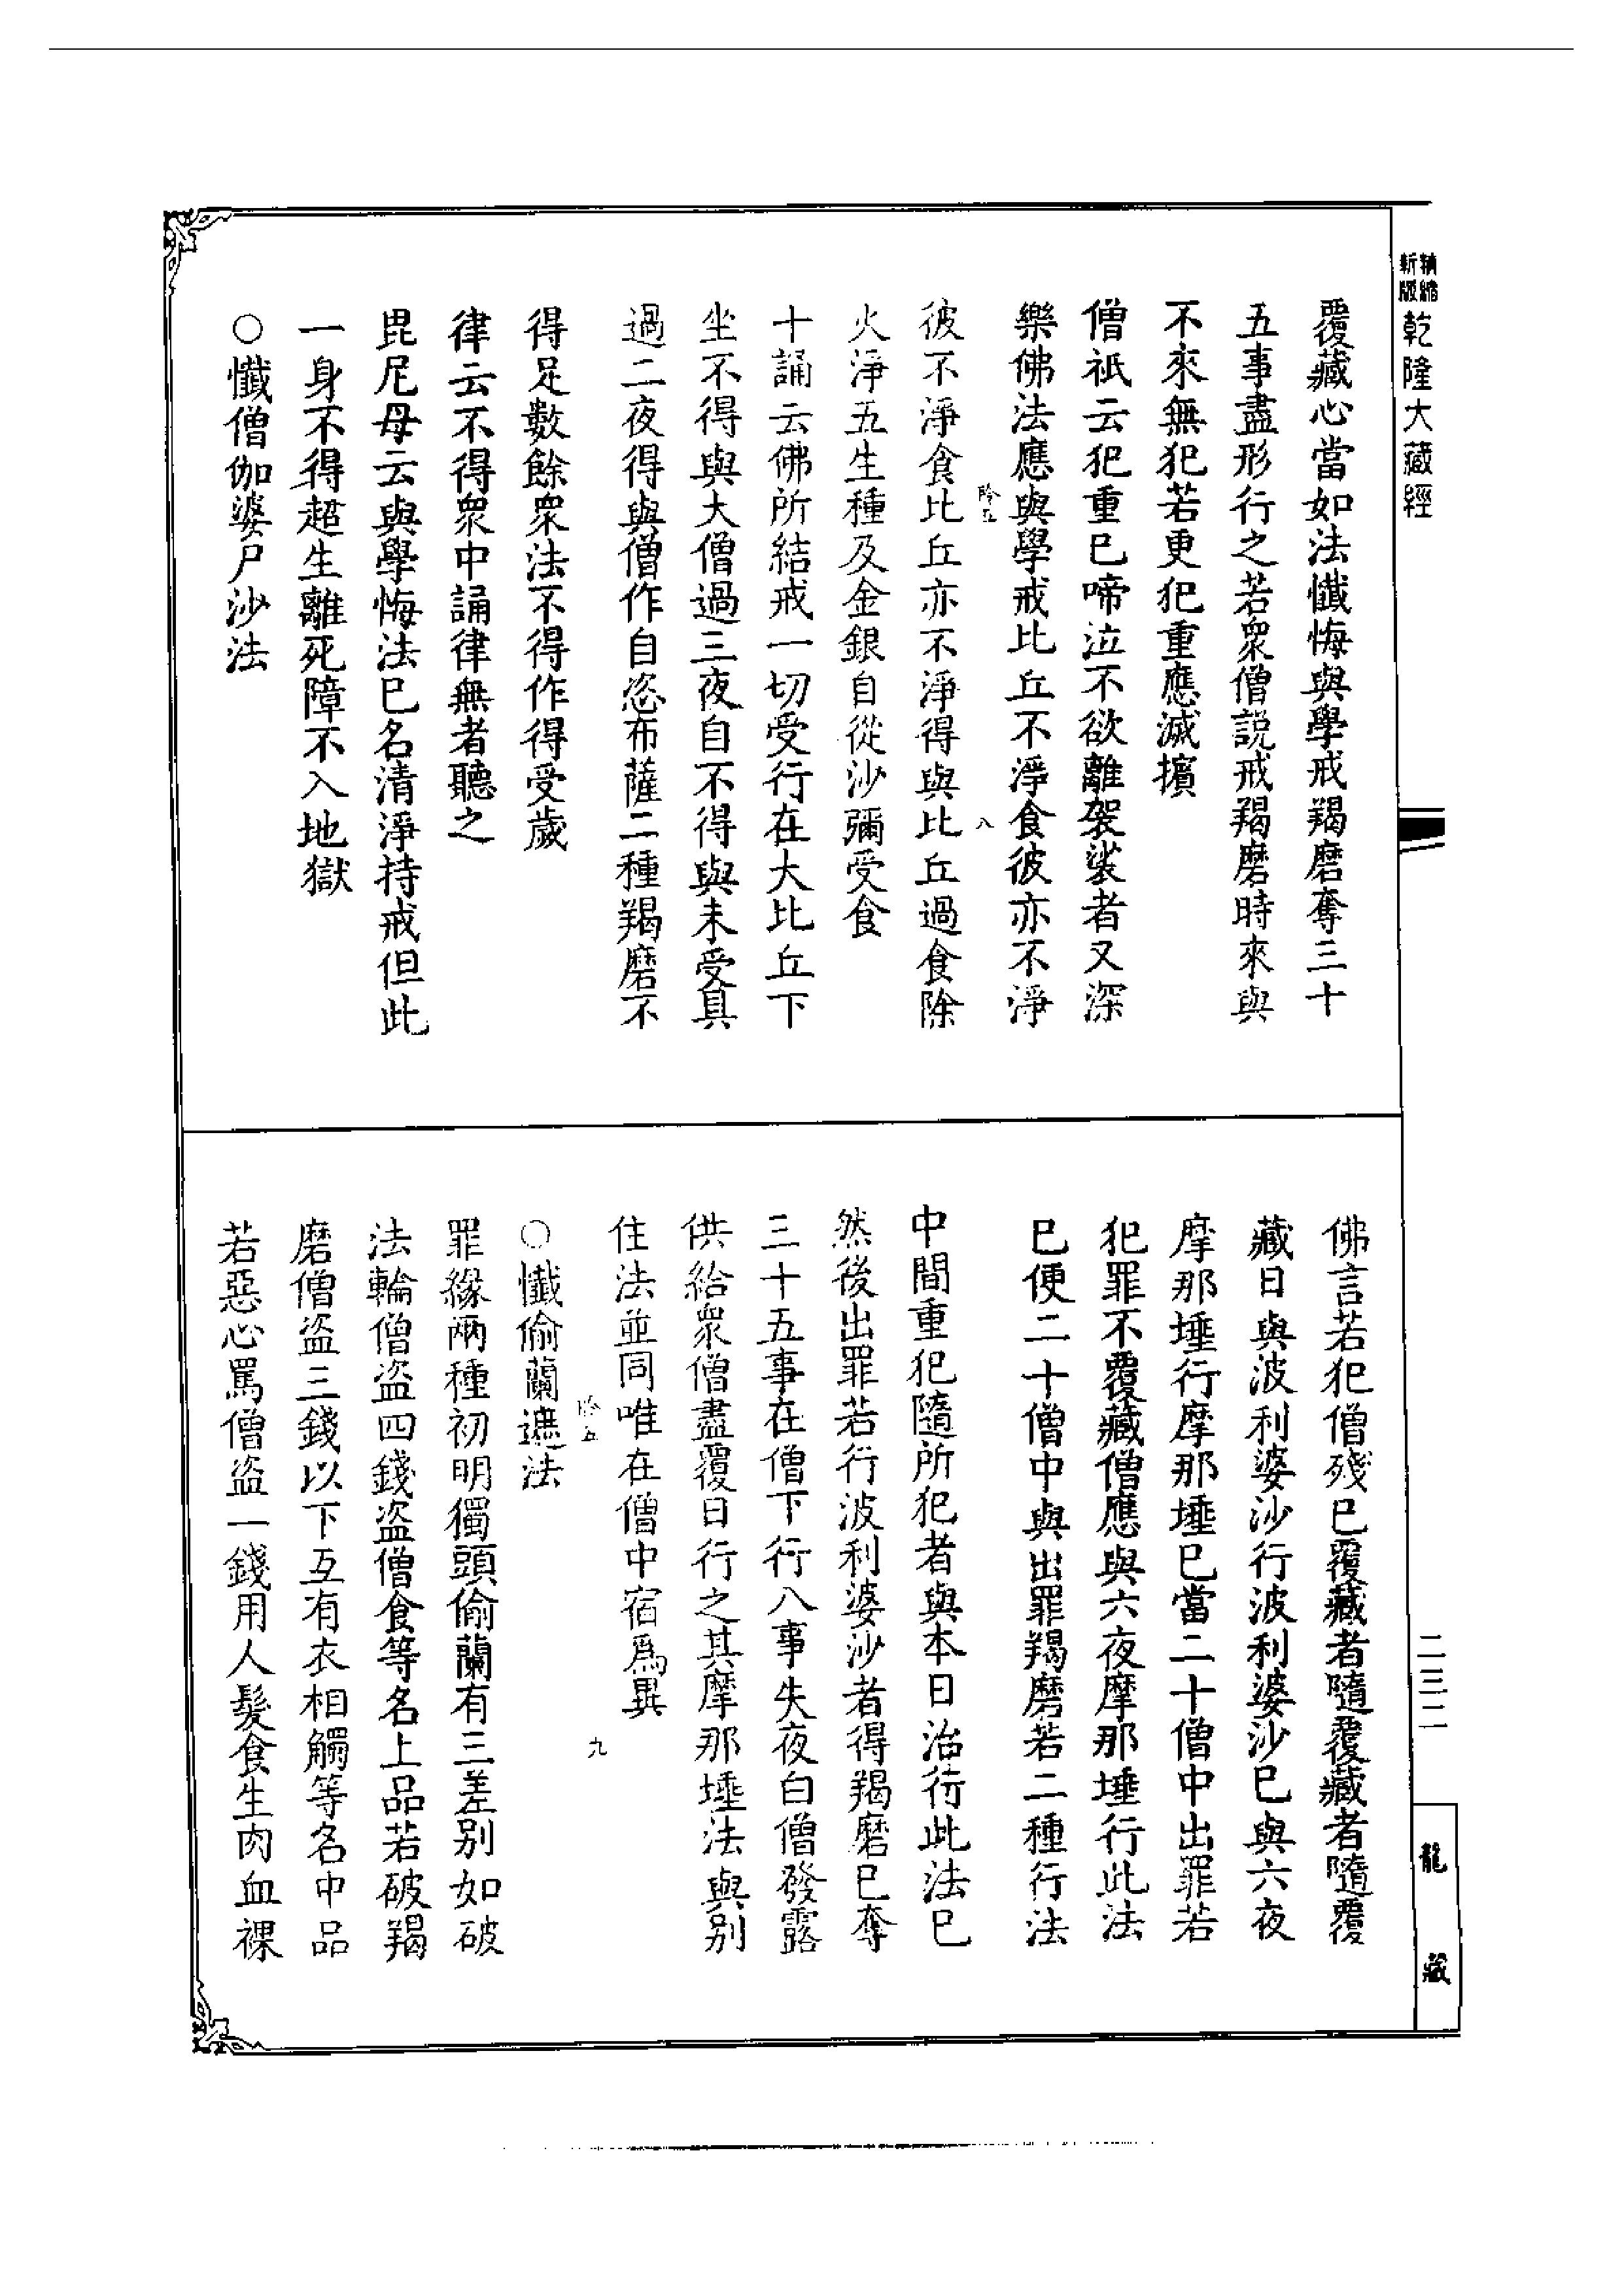 精縮
新版
乾隆大藏經
覆藏心當如法懺悔與學戒羯磨奪三十
五事盡形行之若眾僧説戒羯磨時來與
不來無犯若更犯重應滅擯
僧祇云犯重已啼泣不欲離袈裟者又深
樂佛法應與學戒比丘不淨食彼亦不淨
八
彼不淨食比丘亦不淨得與比丘過食除
火淨五生種及金銀自從沙彌受食
十誦云佛所結戒一切受行在大比丘下
坐不得與大僧過三夜自不得與未受具
過二夜得與僧作自恣布薩二種羯磨不
得足數餘眾法不得作得受歲
律云不得眾中誦律無者聽之
毘尼母云與學悔法已名清淨持戒但此
一身不得超生離死障不入地獄
○懺僧伽婆尸沙法
佛言若犯僧殘已覆藏者隨覆藏者隨覆
藏日與波利婆沙行波利婆沙已與六夜
摩那埵行摩那埵已當二十僧中出罪若
犯罪不覆藏僧應與六夜摩那埵行此法
已便二十僧中與出罪羯磨若二種行法
中間重犯隨所犯者與本日治行此法已
然後出罪若行波利婆沙者得羯磨已奪
三十五事在僧下行八事失夜白僧發露
供給眾僧盡覆日行之其摩那埵法與別
住法並同唯在僧中宿為異
九
○懺偷蘭遮法
罪緣兩種初明獨頭偷蘭有三差別如破
法輪僧盜四錢盜僧食等名上品若破羯
磨僧盜三錢以下互有衣相觸等名中品
若惡心罵僧盜一錢用人髮食生肉血裸
二三二
龍
藏